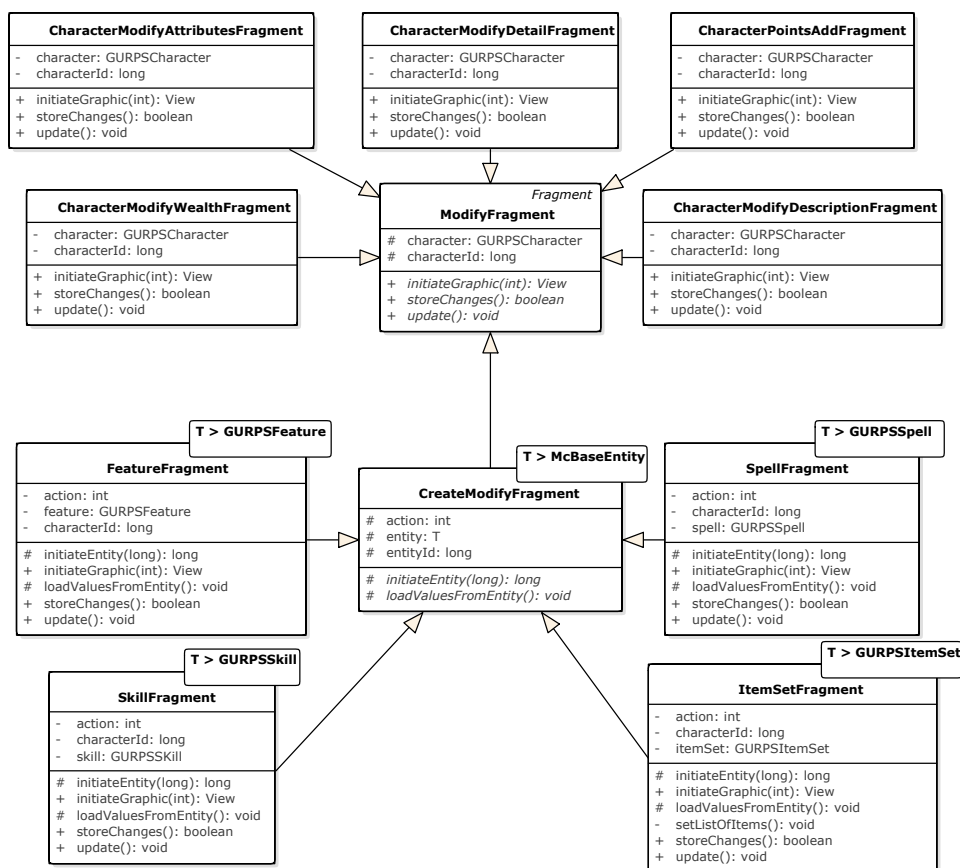 CharacterModifyAttributesFragment
- character: GURPSCharacter
- characterId: long
+ initiateGraphic(int): View
+ storeChanges(): boolean
+ update(): void
CharacterModifyDetailFragment
- character: GURPSCharacter
- characterId: long
+ initiateGraphic(int): View
+ storeChanges(): boolean
+ update(): void
CharacterPointsAddFragment
- character: GURPSCharacter
- characterId: long
+ initiateGraphic(int): View
+ storeChanges(): boolean
+ update(): void
CharacterModifyWealthFragment
- character: GURPSCharacter
- characterId: long
+ initiateGraphic(int): View
+ storeChanges(): boolean
+ update(): void
Fragment
ModifyFragment
# character: GURPSCharacter
# characterId: long
+ initiateGraphic(int): View
+ storeChanges(): boolean
+ update(): void
CharacterModifyDescriptionFragment
- character: GURPSCharacter
- characterId: long
+ initiateGraphic(int): View
+ storeChanges(): boolean
+ update(): void
T > GURPSFeature
FeatureFragment
- action: int
- feature: GURPSFeature
- characterId: long
# initiateEntity(long): long
+ initiateGraphic(int): View
# loadValuesFromEntity(): void
+ storeChanges(): boolean
+ update(): void
T > McBaseEntity
CreateModifyFragment
# action: int
# entity: T
# entityId: long
# initiateEntity(long): long
# loadValuesFromEntity(): void
T > GURPSSpell
SpellFragment
- action: int
- characterId: long
- spell: GURPSSpell
# initiateEntity(long): long
+ initiateGraphic(int): View
# loadValuesFromEntity(): void
+ storeChanges(): boolean
+ update(): void
T > GURPSSkill
SkillFragment
- action: int
- characterId: long
- skill: GURPSSKill
# initiateEntity(long): long
+ initiateGraphic(int): View
# loadValuesFromEntity(): void
+ storeChanges(): boolean
+ update(): void
T > GURPSItemSet
ItemSetFragment
- action: int
- characterId: long
- itemSet: GURPSItemSet
# initiateEntity(long): long
+ initiateGraphic(int): View
# loadValuesFromEntity(): void
- setListOfItems(): void
+ storeChanges(): boolean
+ update(): void